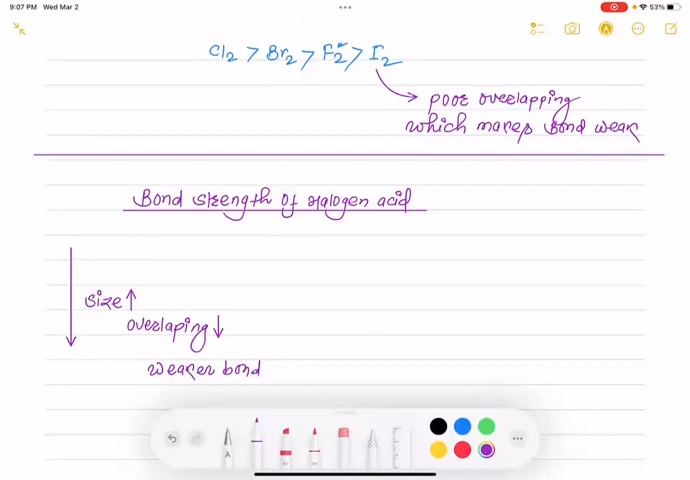 9:07 PM Wed Mar 2
53%
Cl2 > Br2 > F2* > I2
poor overlapping
which makes Bond weak
Bond strength of Halogen acid
size ↑
overlaping ↓
weaker bond
A